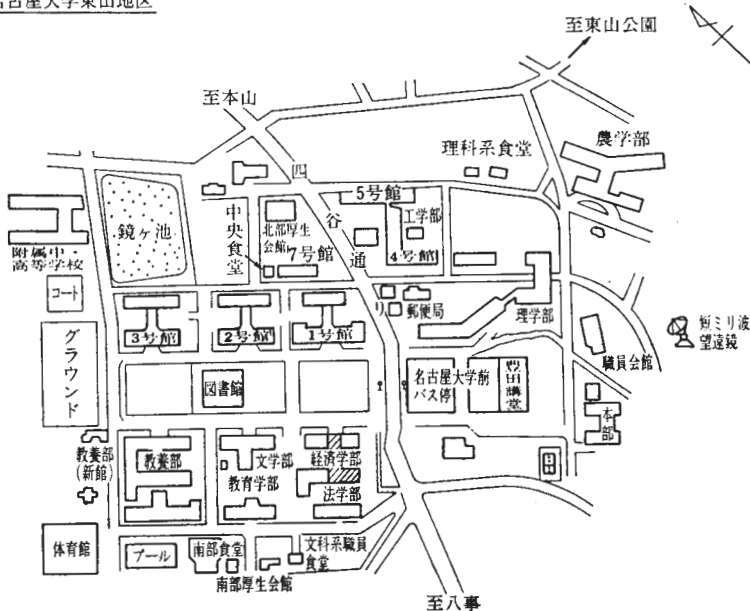 名古屋大学東山地区
至東山公園
至本山
農学部
理科系食堂
四谷通
5号館
工学部
鏡ヶ池
中央食堂
北部厚生
会館
7号館
4号館
附属中・
高等学校
コート
リ
郵便局
理学部
短ミリ波
望遠鏡
3号館
2号館
1号館
グラウンド
職員会館
図書館
名古屋大学前
バス停
豊田講堂
本部
教養部
(新館)
教養部
文学部
教育学部
経済学部
法学部
体育館
プール
南部食堂
文科系職員
食堂
南部厚生会館
至八事